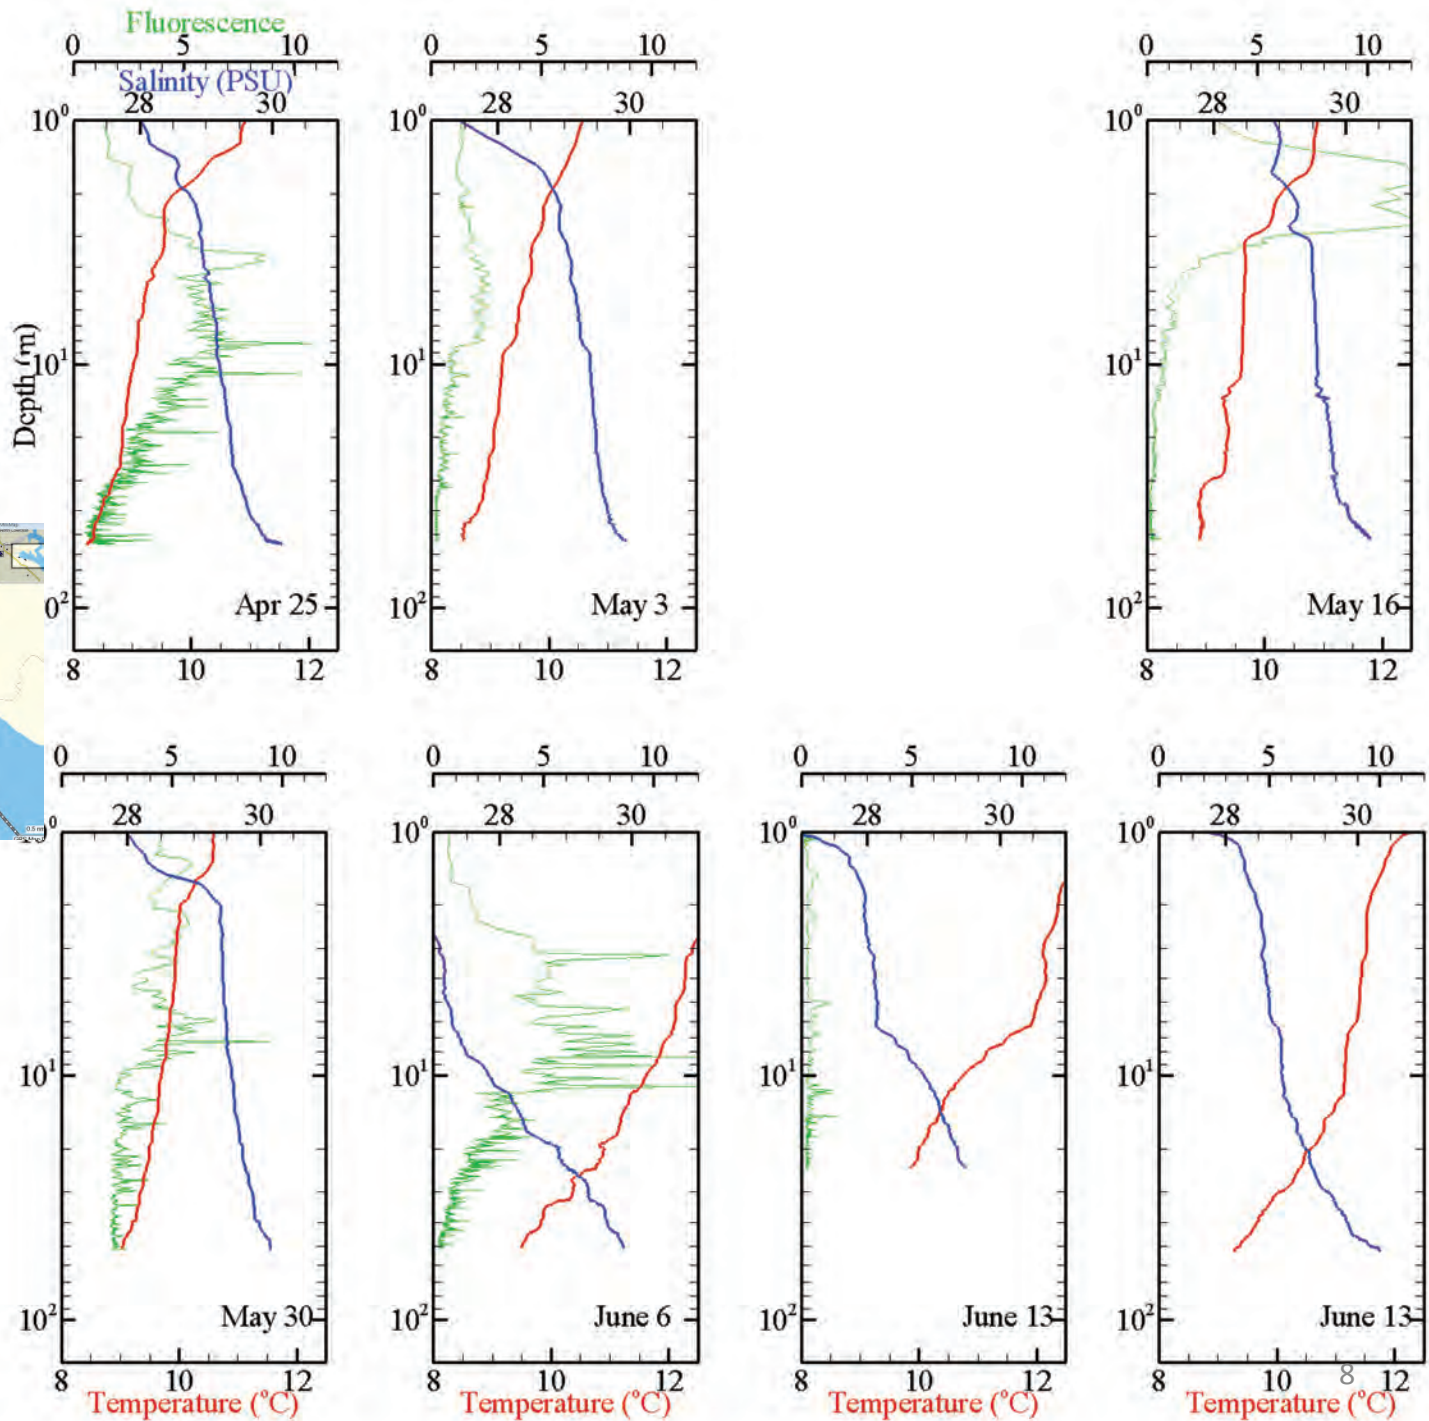 Fluorescence
0 5 10 0 5 10 0 5 10
Salinity (PSU)
28 30 28 30 28 30
10⁰ 10⁰ 10⁰
Dcpth (m)
10¹ 10¹ 10¹
0² Apr 25 10² May 3 10² May 16
8 10 12 8 10 12 8 10 12
0 5 10 0 5 10 0 5 10 0 5 10
28 30 28 30 28 30 28 30
10⁰ 10⁰ 10⁰
10¹ 10¹ 10¹ 10¹
10² May 30 10² June 6 10² June 13 10² June 13
8
8 10 12 8 10 12 8 10 12 8 10 12
Temperature (°C) Temperature (°C) Temperature (°C) Temperature (°C)